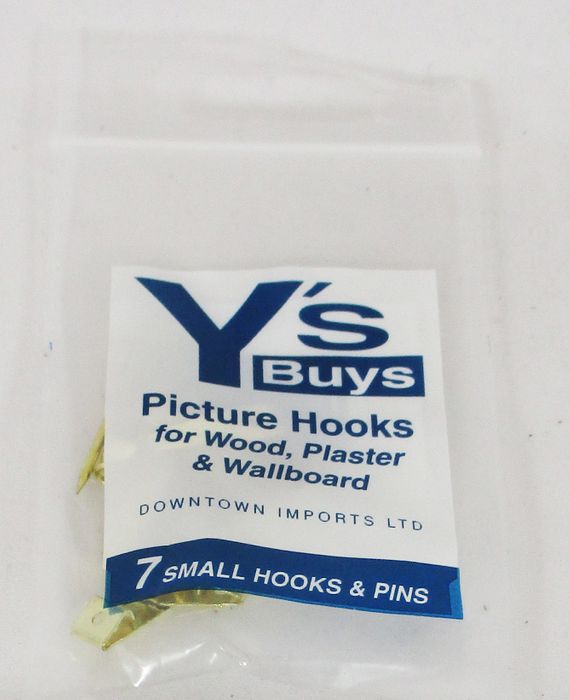 Y's
Buys
Picture Hooks
for Wood, Plaster
& Wallboard
DOWNTOWN IMPORTS LTD
7 SMALL HOOKS & PINS